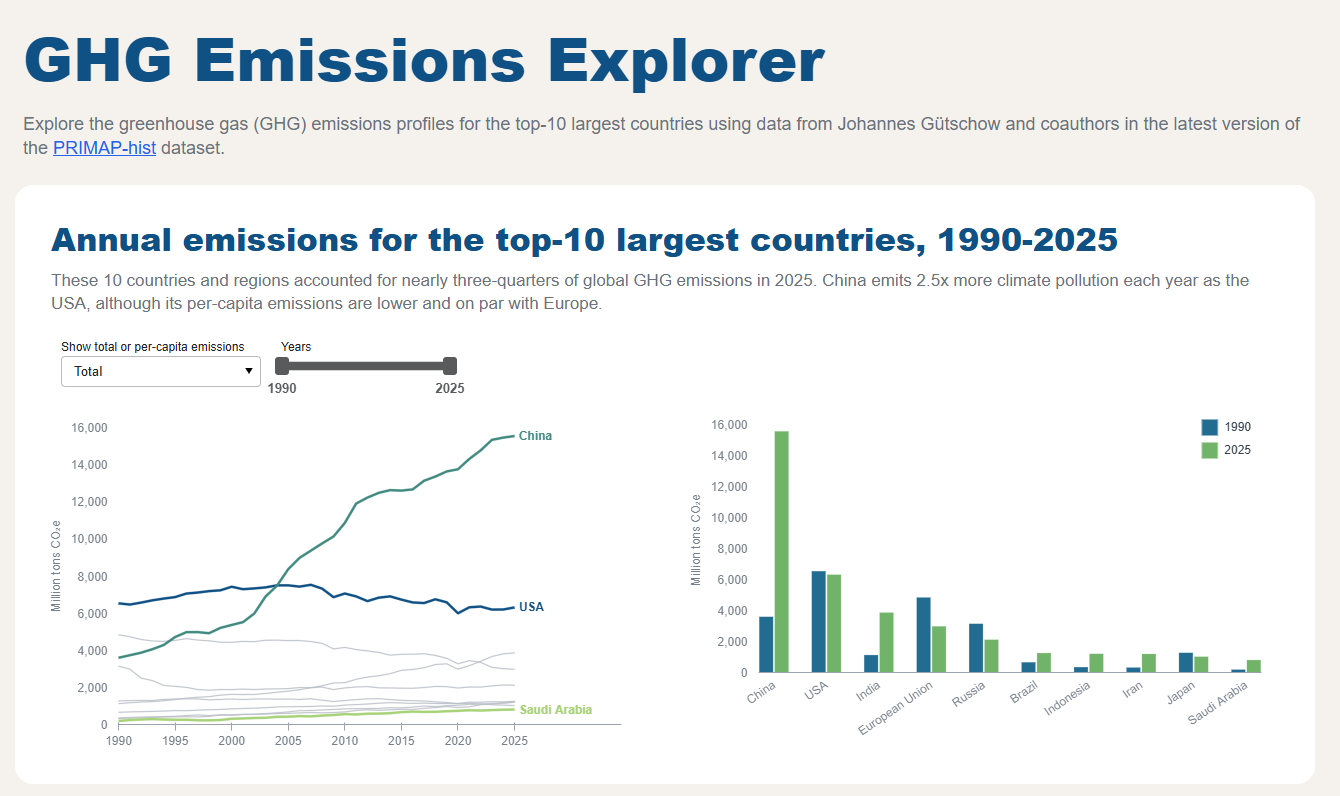 GHG Emissions Explorer
Explore the greenhouse gas (GHG) emissions profiles for the top-10 largest countries using data from Johannes Gütschow and coauthors in the latest version of
the PRIMAP-hist dataset.
Annual emissions for the top-10 largest countries, 1990-2025
These 10 countries and regions accounted for nearly three-quarters of global GHG emissions in 2025. China emits 2.5x more climate pollution each year as the
USA, although its per-capita emissions are lower and on par with Europe.
Show total or per-capita emissions
Total
Years
1990
2025
Million tons CO₂e
16,000
14,000
12,000
10,000
8,000
6,000
4,000
2,000
0
China
USA
Saudi Arabia
1990
1995
2000
2005
2010
2015
2020
2025
Million tons CO₂e
16,000
14,000
12,000
10,000
8,000
6,000
4,000
2,000
0
1990
2025
China
USA
India
European Union
Russia
Brazil
Indonesia
Iran
Japan
Saudi Arabia